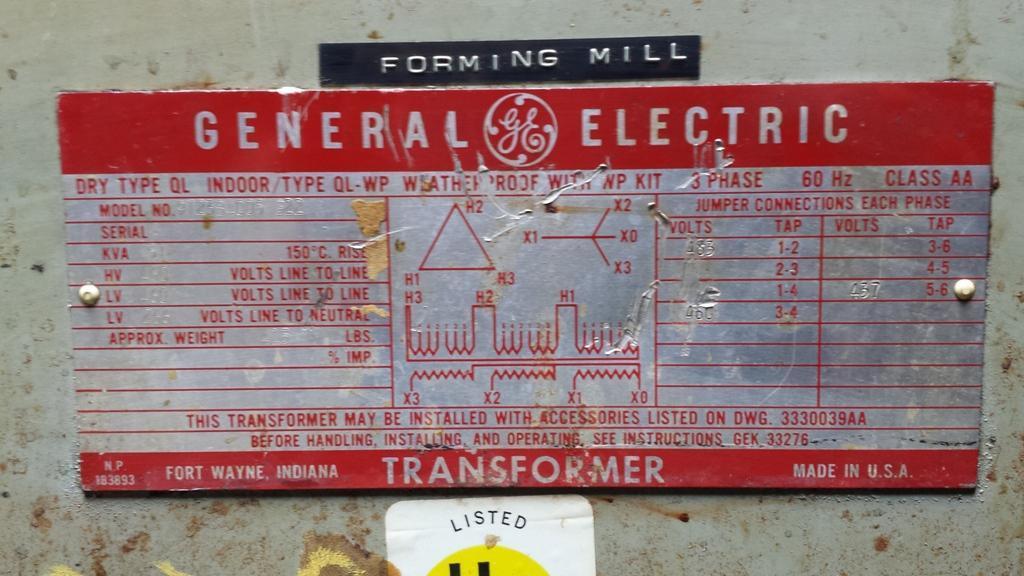 FORMING MILL
GENERAL GE ELECTRIC
DRY TYPE QL INDOOR/TYPE QL-WP WEATHERPROOF WITH WP KIT 3 PHASE 60 Hz CLASS AA
MODEL NO.
SERIAL
KVA 150°C. RISE
HV VOLTS LINE TO LINE
LV VOLTS LINE TO LINE
LV VOLTS LINE TO NEUTRAL
APPROX. WEIGHT LBS.
% IMP.
H2
H1 H3
X2
X1 X0
X3
H3 H2 H1
X3 X2 X1 X0
JUMPER CONNECTIONS EACH PHASE
VOLTS TAP VOLTS TAP
483 1-2 3-6
2-3 4-5
1-4 437 5-6
460 3-4
THIS TRANSFORMER MAY BE INSTALLED WITH ACCESSORIES LISTED ON DWG. 3330039AA
BEFORE HANDLING, INSTALLING, AND OPERATING, SEE INSTRUCTIONS GEK 33276
N.P.
183893
FORT WAYNE, INDIANA TRANSFORMER MADE IN U.S.A.
LISTED